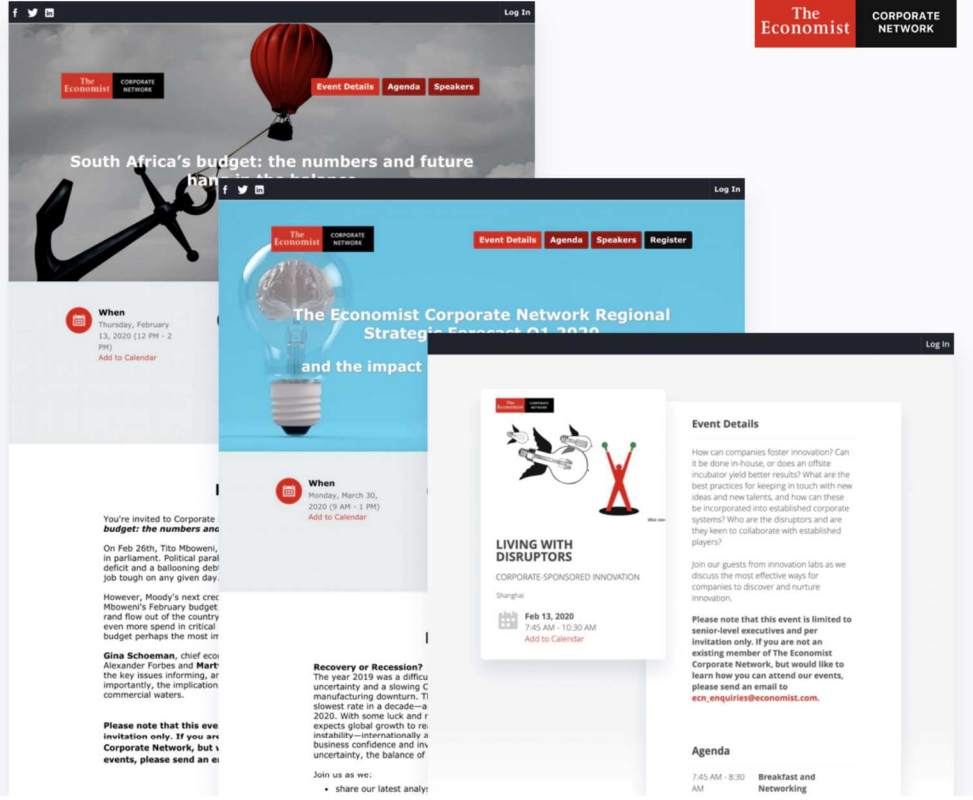 Log In
The
Economist
CORPORATE
NETWORK
The
Economist
CORPORATE
NETWORK
Event Details
Agenda
Speakers
South Africa's budget: the numbers and future
hang in the balance
When
Thursday, February
13, 2020 (12 PM - 2
PM)
Add to Calendar
You're invited to Corporate
budget: the numbers and
On Feb 26th, Tito Mboweni,
in parliament. Political paral
deficit and a ballooning deb
job tough on any given day.
However, Moody's next cred
Mboweni's February budget
rand flow out of the country
even more spend in critical
budget perhaps the most im
Gina Schoeman, chief eco
Alexander Forbes and Mart
the key issues informing, ar
importantly, the implication
commercial waters.
Please note that this eve
invitation only. If you are
Corporate Network, but
events, please send an e
Log In
The
Economist
CORPORATE
NETWORK
Event Details
Agenda
Speakers
Register
The Economist Corporate Network Regional
Strategic Forecast Q1 2020
and the impact
When
Monday, March 30,
2020 (9 AM - 1 PM)
Add to Calendar
Recovery or Recession?
The year 2019 was a difficu
uncertainty and a slowing C
manufacturing downturn. T
slowest rate in a decade—a
2020. With some luck and r
expects global growth to re
instability—internationally a
business confidence and inv
uncertainty, the balance of
Join us as we:
• share our latest analys
Log In
The
Economist
CORPORATE
NETWORK
LIVING WITH
DISRUPTORS
CORPORATE-SPONSORED INNOVATION
Shanghai
Feb 13, 2020
7:45 AM - 10:30 AM
Add to Calendar
Event Details
How can companies foster innovation? Can
it be done in-house, or does an offsite
incubator yield better results? What are the
best practices for keeping in touch with new
ideas and new talents, and how can these
be incorporated into established corporate
systems? Who are the disruptors and are
they keen to collaborate with established
players?
Join our guests from innovation labs as we
discuss the most effective ways for
companies to discover and nurture
innovation.
Please note that this event is limited to
senior-level executives and per
invitation only. If you are not an
existing member of The Economist
Corporate Network, but would like to
learn how you can attend our events,
please send an email to
ecn_enquiries@economist.com.
Agenda
7:45 AM - 8:30
AM
Breakfast and
Networking